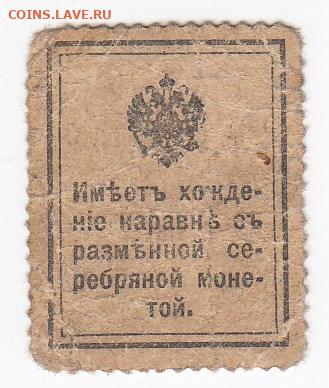 COINS.LAVE.RU
Имѣетъ хожде-
ніе наравнѣ съ
размѣнной се-
ребряной моне-
той.